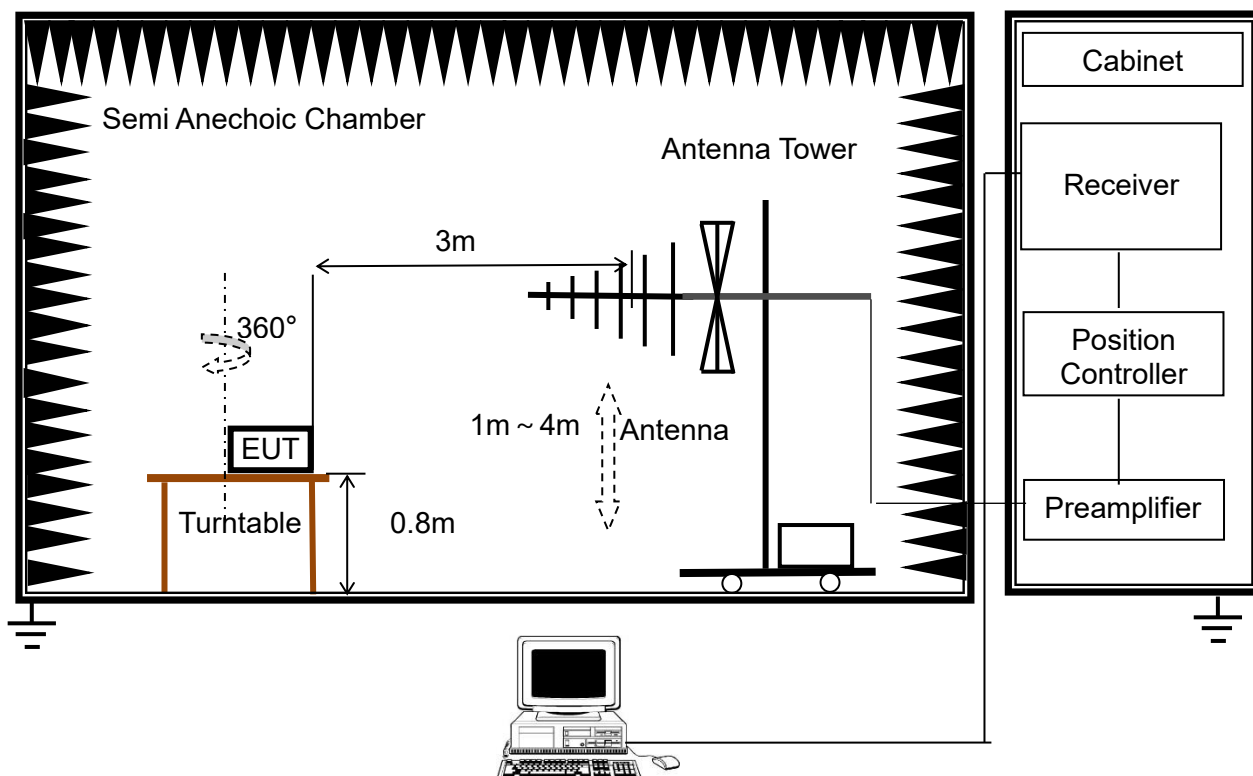 Cabinet
Semi Anechoic Chamber
Antenna Tower
Receiver
3m
360°
Position
Controller
1m ~ 4m
Antenna
EUT
Turntable
0.8m
Preamplifier